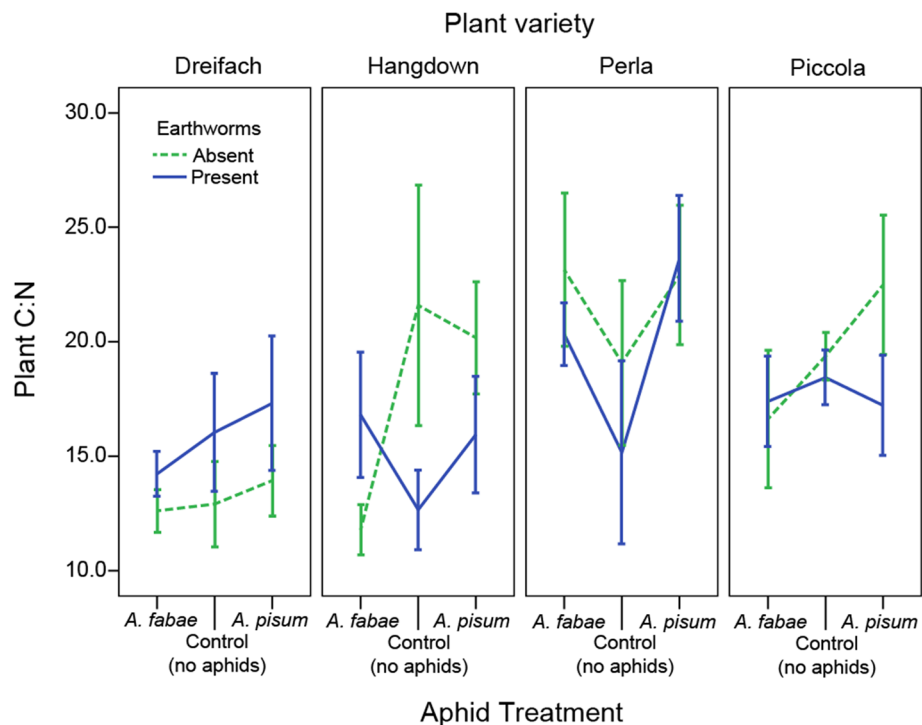 Plant variety
Dreifach Hangdown Perla Piccola
30.0
25.0
20.0
15.0
10.0
Plant C:N
Earthworms
Absent
Present
A. fabae A. pisum A. fabae A. pisum A. fabae A. pisum A. fabae A. pisum
Control Control Control Control
(no aphids) (no aphids) (no aphids) (no aphids)
Aphid Treatment